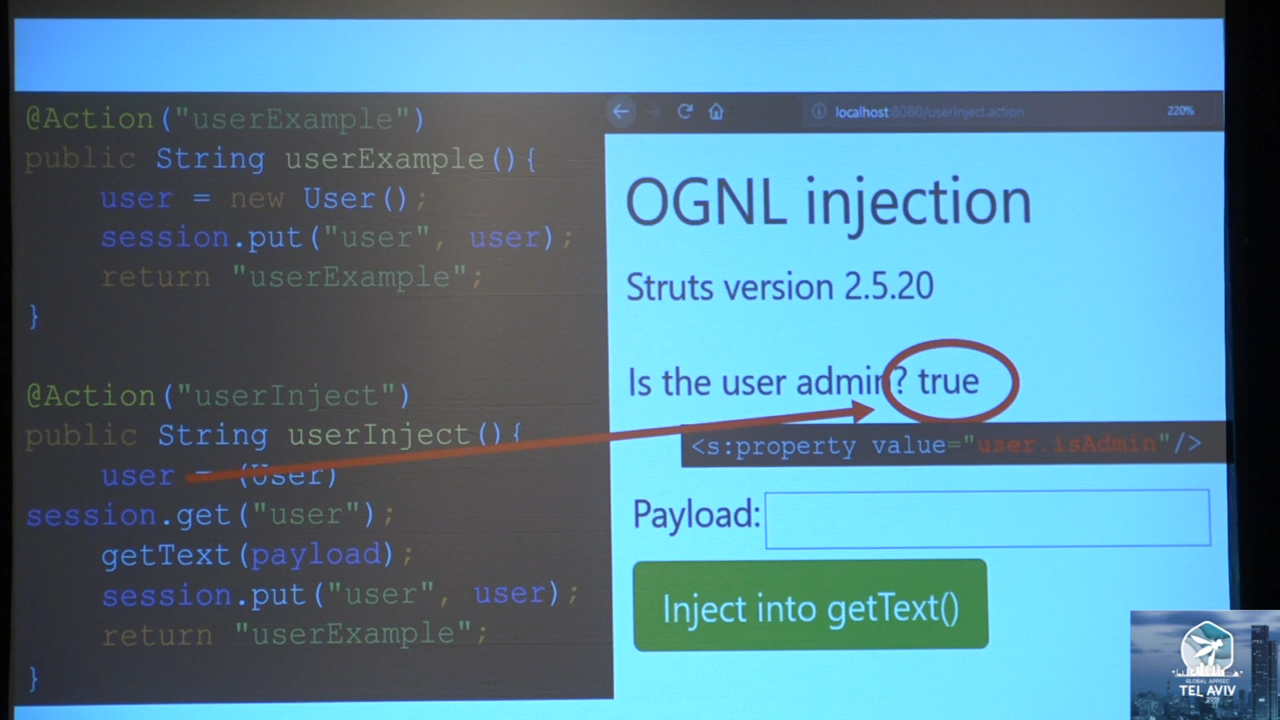 @Action("userExample")
public String userExample(){
user = new User();
session.put("user", user);
return "userExample";
}
@Action("userInject")
public String userInject(){
user = (User)
session.get("user");
getText(payload);
session.put("user", user);
return "userExample";
}
localhost:8080/userInject.action
220%
OGNL injection
Struts version 2.5.20
Is the user admin? true
<s:property value="user.isAdmin"/>
Payload:
Inject into getText()
GLOBAL APPSEC
TEL AVIV
2019